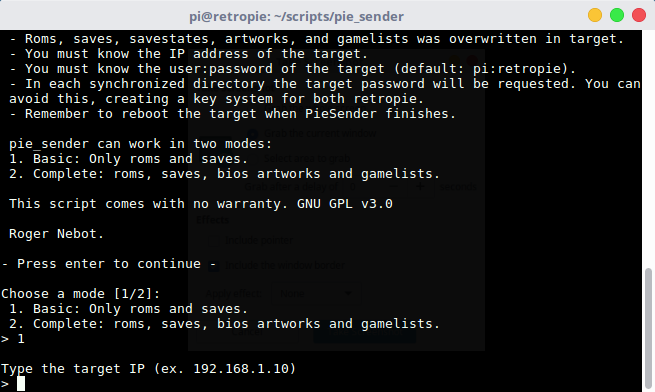 pi@retropie: ~/scripts/pie_sender
- Roms, saves, savestates, artworks, and gamelists was overwritten in target.
- You must know the IP address of the target.
- You must know the user:password of the target (default: pi:retropie).
- In each synchronized directory the target password will be requested. You can
avoid this, creating a key system for both retropie.
- Remember to reboot the target when PieSender finishes.
pie_sender can work in two modes:
1. Basic: Only roms and saves.
2. Complete: roms, saves, bios artworks and gamelists.
This script comes with no warranty. GNU GPL v3.0
Roger Nebot.
- Press enter to continue -
Choose a mode [1/2]:
1. Basic: Only roms and saves.
2. Complete: roms, saves, bios artworks and gamelists.
> 1
Type the target IP (ex. 192.168.1.10)
>